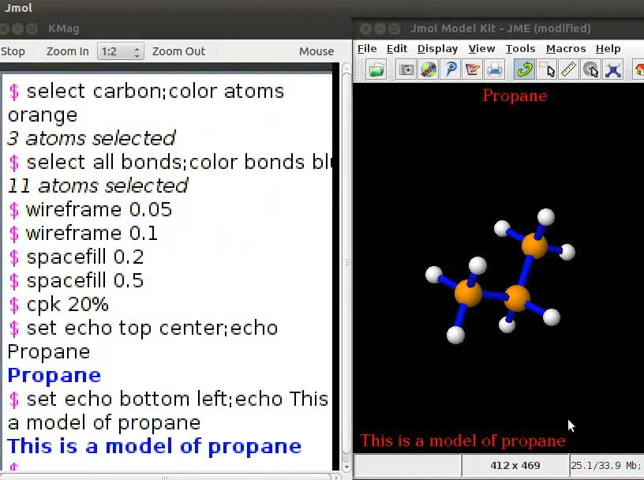 Jmol
KMag
Jmol Model Kit - JME (modified)
Stop Zoom In 1:2 Zoom Out Mouse
File Edit Display View Tools Macros Help
$ select carbon;color atoms
orange
3 atoms selected
$ select all bonds;color bonds blu
11 atoms selected
$ wireframe 0.05
$ wireframe 0.1
$ spacefill 0.2
$ spacefill 0.5
$ cpk 20%
$ set echo top center;echo
Propane
Propane
$ set echo bottom left;echo This
a model of propane
This is a model of propane
$
Propane
This is a model of propane
412 x 469
25.1/33.9 Mb;